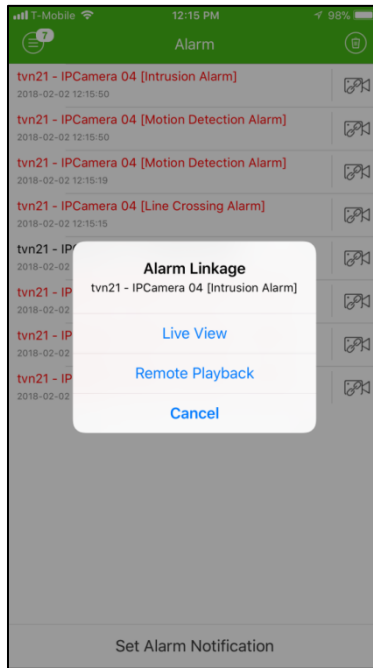 T-Mobile 12:15 PM 98%
7
Alarm
tvn21 - IPCamera 04 [Intrusion Alarm]
2018-02-02 12:15:50
tvn21 - IPCamera 04 [Motion Detection Alarm]
2018-02-02 12:15:50
tvn21 - IPCamera 04 [Motion Detection Alarm]
2018-02-02 12:15:19
tvn21 - IPCamera 04 [Line Crossing Alarm]
2018-02-02 12:15:15
tvn21 - IP
2018-02-02
tvn21 - IP
2018-02-02
tvn21 - IP
2018-02-02
tvn21 - IP
2018-02-02
Alarm Linkage
tvn21 - IPCamera 04 [Intrusion Alarm]
Live View
Remote Playback
Cancel
Set Alarm Notification